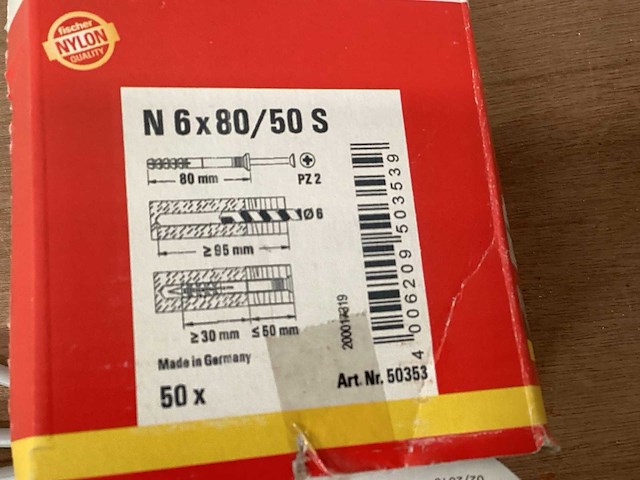 fischer
NYLON
QUALITY
N 6 x 80/50 S
80 mm
PZ 2
Ø 6
≥ 95 mm
≥ 30 mm ≤ 50 mm
Made in Germany
50 x
Art. Nr. 50353
4 006209 503539